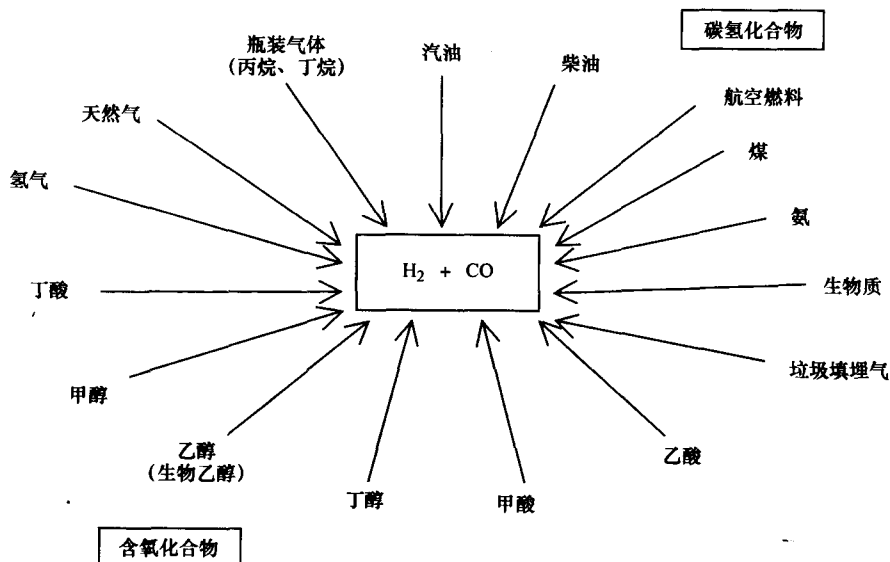 碳氢化合物
瓶装气体
(丙烷、丁烷)
汽油
柴油
航空燃料
天然气
煤
氢气
氨
H₂ + CO
丁酸
生物质
垃圾填埋气
甲醇
乙醇
(生物乙醇)
乙酸
丁醇
甲酸
含氧化合物